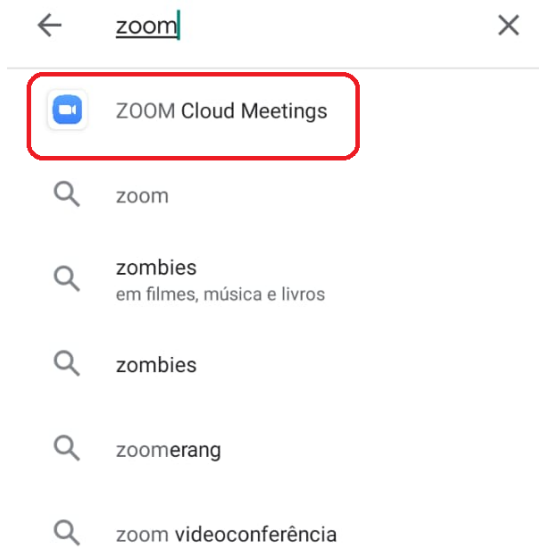 zoom
ZOOM Cloud Meetings
zoom
zombies
em filmes, música e livros
zombies
zoomerang
zoom videoconferência